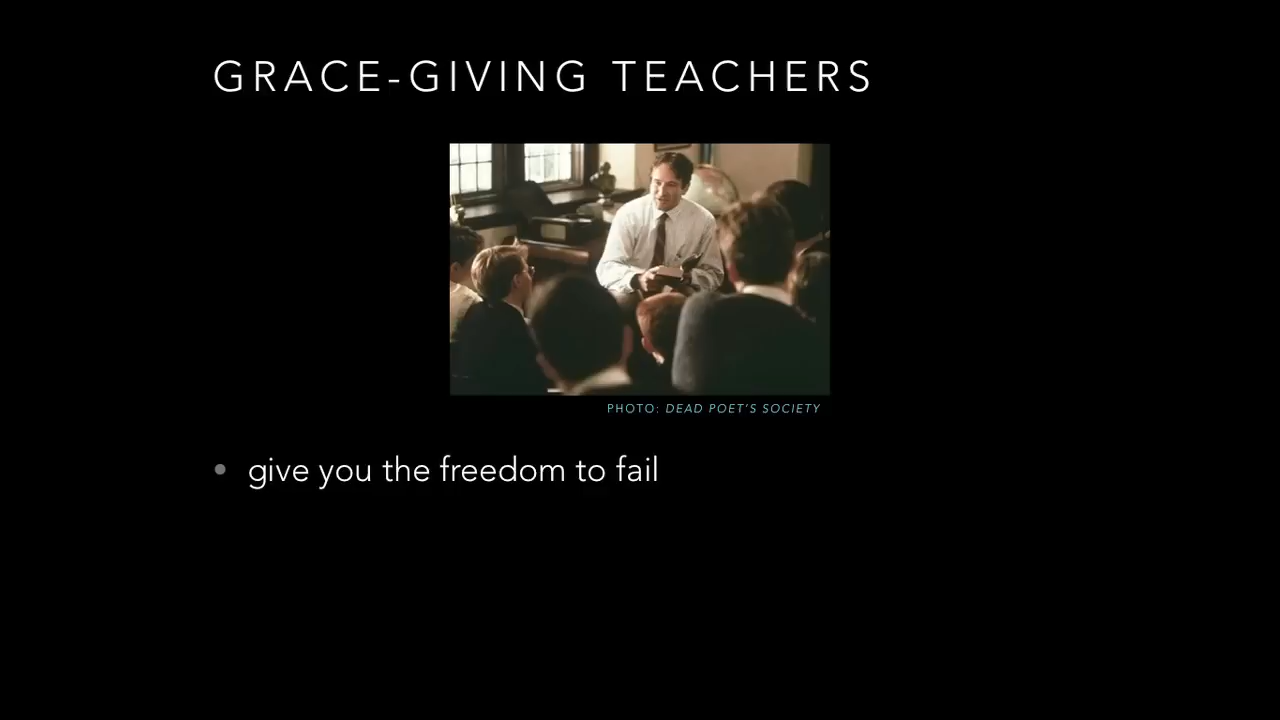 GRACE-GIVING TEACHERS
PHOTO: DEAD POET'S SOCIETY
• give you the freedom to fail